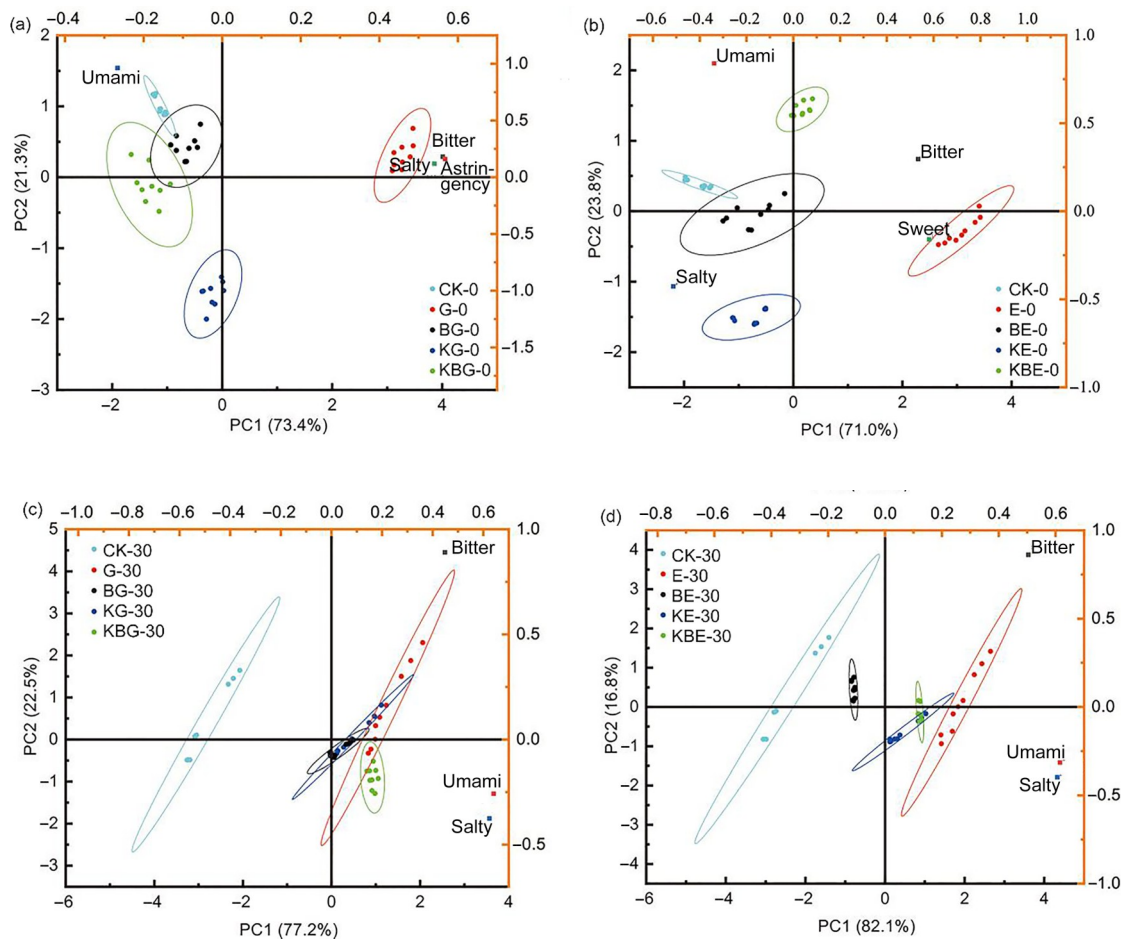 (a)
−0.4 −0.2 0.0 0.2 0.4 0.6
2
1
0
−1
−2
−3
PC2 (21.3%)
Umami
Bitter
Salty
Astrin-
gency
CK-0
G-0
BG-0
KG-0
KBG-0
1.0
0.5
0.0
−0.5
−1.0
−1.5
−2 0 2 4
PC1 (73.4%)
(b)
−0.6 −0.4 −0.2 0.0 0.2 0.4 0.6 0.8 1.0
2
1
0
−1
−2
PC2 (23.8%)
Umami
Bitter
Sweet
Salty
CK-0
E-0
BE-0
KE-0
KBE-0
1.0
0.5
0.0
−0.5
−1.0
−2 0 2 4
PC1 (71.0%)
(c)
−1.0 −0.8 −0.6 −0.4 −0.2 0.0 0.2 0.4 0.6
5
4
3
2
1
0
−1
−2
−3
PC2 (22.5%)
CK-30
G-30
BG-30
KG-30
KBG-30
Bitter
Umami
Salty
1.0
0.5
0.0
−0.5
−6 −4 −2 0 2 4
PC1 (77.2%)
(d)
−0.8 −0.6 −0.4 −0.2 0.0 0.2 0.4 0.6
4
3
2
1
0
−1
−2
−3
−4
PC2 (16.8%)
CK-30
E-30
BE-30
KE-30
KBE-30
Bitter
Umami
Salty
1.0
0.5
0.0
−0.5
−1.0
−6 −4 −2 0 2 4
PC1 (82.1%)